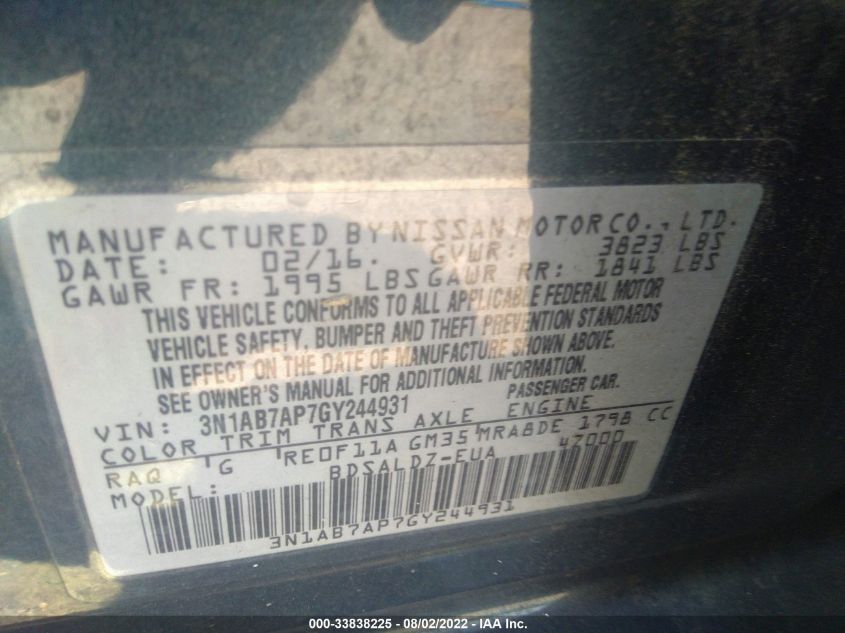 MANUFACTURED BY NISSAN MOTOR CO., LTD.
DATE: 02/16. GVWR: 3823 LBS
GAWR FR: 1995 LBS GAWR RR: 1841 LBS
THIS VEHICLE CONFORMS TO ALL APPLICABLE FEDERAL MOTOR
VEHICLE SAFETY, BUMPER AND THEFT PREVENTION STANDARDS
IN EFFECT ON THE DATE OF MANUFACTURE SHOWN ABOVE.
SEE OWNER'S MANUAL FOR ADDITIONAL INFORMATION.
VIN: 3N1AB7AP7GY244931 PASSENGER CAR.
COLOR TRIM TRANS AXLE ENGINE
RAQ G RE0F11A GM35 MRA8DE 1798 CC
MODEL: BDSALDZ-EUA 47000
3N1AB7AP7GY244931
000-33838225 - 08/02/2022 - IAA Inc.